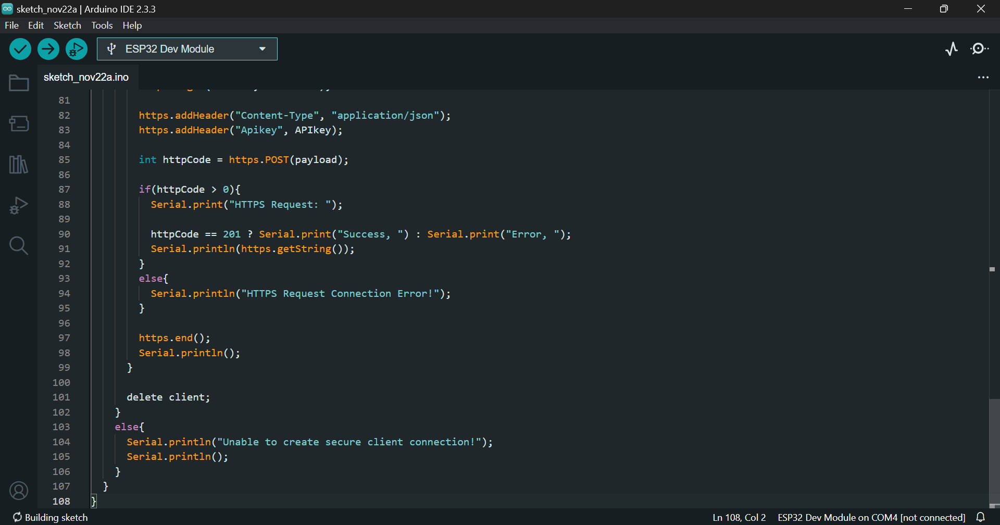 sketch_nov22a | Arduino IDE 2.3.3
File Edit Sketch Tools Help
ESP32 Dev Module
sketch_nov22a.ino
81
82 https.addHeader("Content-Type", "application/json");
83 https.addHeader("Apikey", APIkey);
84
85 int httpCode = https.POST(payload);
86
87 if(httpCode > 0){
88 Serial.print("HTTPS Request: ");
89
90 httpCode == 201 ? Serial.print("Success, ") : Serial.print("Error, ");
91 Serial.println(https.getString());
92 }
93 else{
94 Serial.println("HTTPS Request Connection Error!");
95 }
96
97 https.end();
98 Serial.println();
99 }
100
101 delete client;
102 }
103 else{
104 Serial.println("Unable to create secure client connection!");
105 Serial.println();
106 }
107 }
108 }
Building sketch Ln 108, Col 2 ESP32 Dev Module on COM4 [not connected]